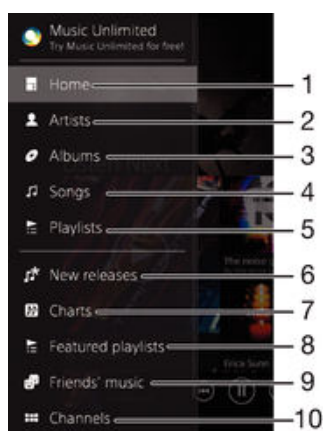 Music Unlimited
Try Music Unlimited for free!
Home 1
Artists 2
Albums 3
Songs 4
Playlists 5
New releases 6
Charts 7
Featured playlists 8
Friends' music 9
Channels 10